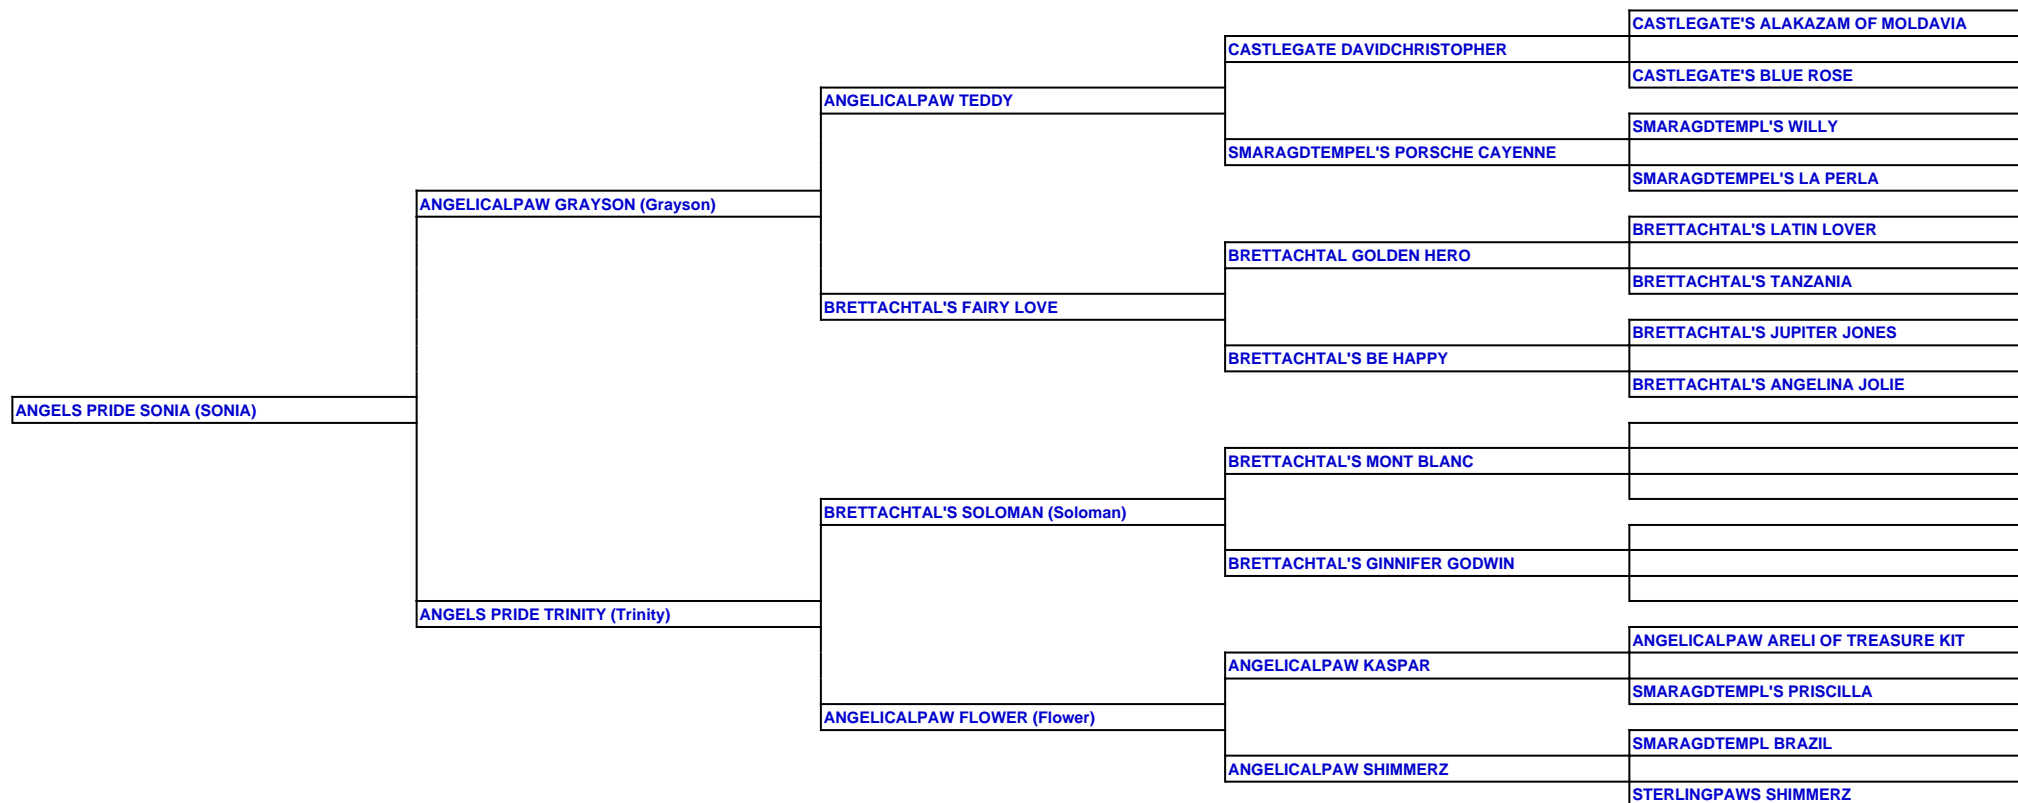 CASTLEGATE'S ALAKAZAM OF MOLDAVIA
CASTLEGATE DAVIDCHRISTOPHER
CASTLEGATE'S BLUE ROSE
ANGELICALPAW TEDDY
SMARAGDTEMPL'S WILLY
SMARAGDTEMPEL'S PORSCHE CAYENNE
SMARAGDTEMPEL'S LA PERLA
ANGELICALPAW GRAYSON (Grayson)
BRETTACHTAL'S LATIN LOVER
BRETTACHTAL GOLDEN HERO
BRETTACHTAL'S TANZANIA
BRETTACHTAL'S FAIRY LOVE
BRETTACHTAL'S JUPITER JONES
BRETTACHTAL'S BE HAPPY
BRETTACHTAL'S ANGELINA JOLIE
ANGELS PRIDE SONIA (SONIA)
BRETTACHTAL'S MONT BLANC
BRETTACHTAL'S SOLOMAN (Soloman)
BRETTACHTAL'S GINNIFER GODWIN
ANGELS PRIDE TRINITY (Trinity)
ANGELICALPAW ARELI OF TREASURE KIT
ANGELICALPAW KASPAR
SMARAGDTEMPL'S PRISCILLA
ANGELICALPAW FLOWER (Flower)
SMARAGDTEMPL BRAZIL
ANGELICALPAW SHIMMERZ
STERLINGPAWS SHIMMERZ